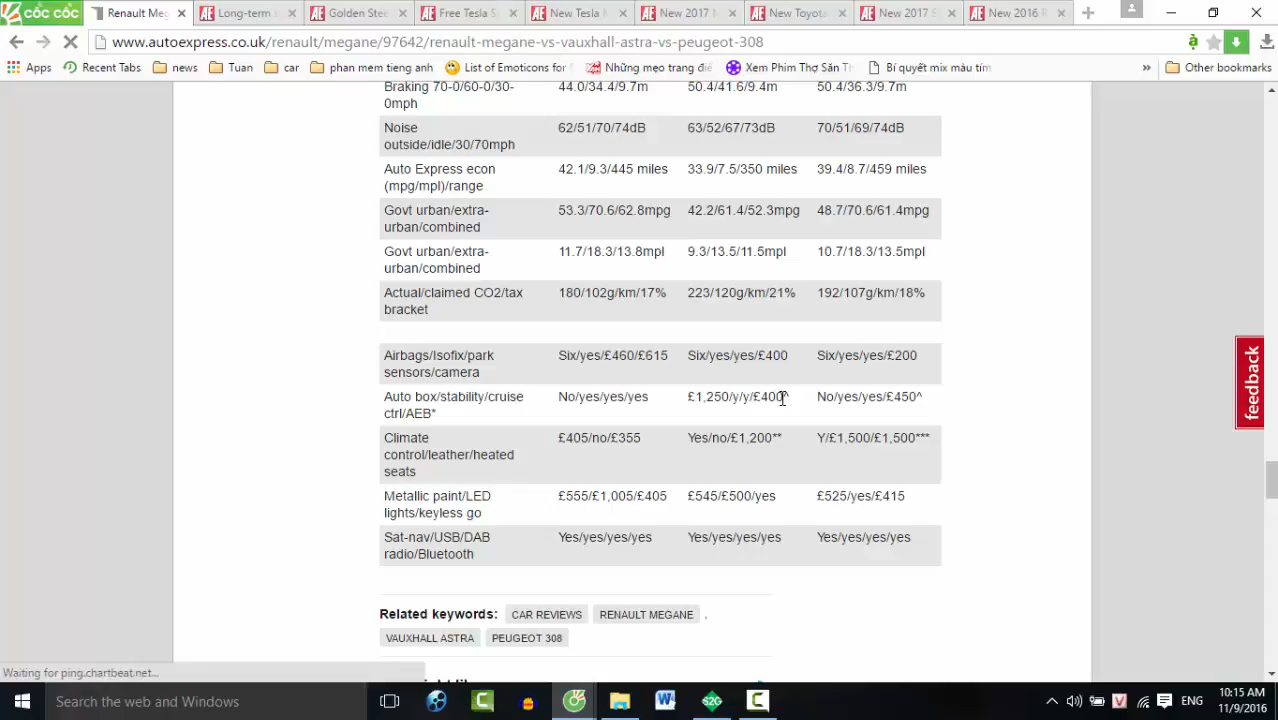 Renault Meg
Long-term
Golden Stee
Free Tesla S
New Tesla
New 2017
New Toyota
New 2017 S
New 2016 R
www.autoexpress.co.uk/renault/megane/97642/renault-megane-vs-vauxhall-astra-vs-peugeot-308
Apps Recent Tabs news Tuan car phan mem tieng anh List of Emoticons for Những mẹo trang điể Xem Phim Thợ Săn Th Bí quyết mix màu tím » Other bookmarks
Braking 70-0/60-0/30- 44.0/34.4/9.7m 50.4/41.6/9.4m 50.4/36.3/9.7m
0mph
Noise 62/51/70/74dB 63/52/67/73dB 70/51/69/74dB
outside/idle/30/70mph
Auto Express econ 42.1/9.3/445 miles 33.9/7.5/350 miles 39.4/8.7/459 miles
(mpg/mpl)/range
Govt urban/extra- 53.3/70.6/62.8mpg 42.2/61.4/52.3mpg 48.7/70.6/61.4mpg
urban/combined
Govt urban/extra- 11.7/18.3/13.8mpl 9.3/13.5/11.5mpl 10.7/18.3/13.5mpl
urban/combined
Actual/claimed CO2/tax 180/102g/km/17% 223/120g/km/21% 192/107g/km/18%
bracket
Airbags/Isofix/park Six/yes/£460/£615 Six/yes/yes/£400 Six/yes/yes/£200
sensors/camera
Auto box/stability/cruise No/yes/yes/yes £1,250/y/y/£400^ No/yes/yes/£450^
ctrl/AEB*
Climate £405/no/£355 Yes/no/£1,200** Y/£1,500/£1,500***
control/leather/heated
seats
Metallic paint/LED £555/£1,005/£405 £545/£500/yes £525/yes/£415
lights/keyless go
Sat-nav/USB/DAB Yes/yes/yes/yes Yes/yes/yes/yes Yes/yes/yes/yes
radio/Bluetooth
feedback
Related keywords: CAR REVIEWS RENAULT MEGANE ,
VAUXHALL ASTRA PEUGEOT 308
Waiting for ping.chartbeat.net...
Search the web and Windows
ENG
10:15 AM
11/9/2016